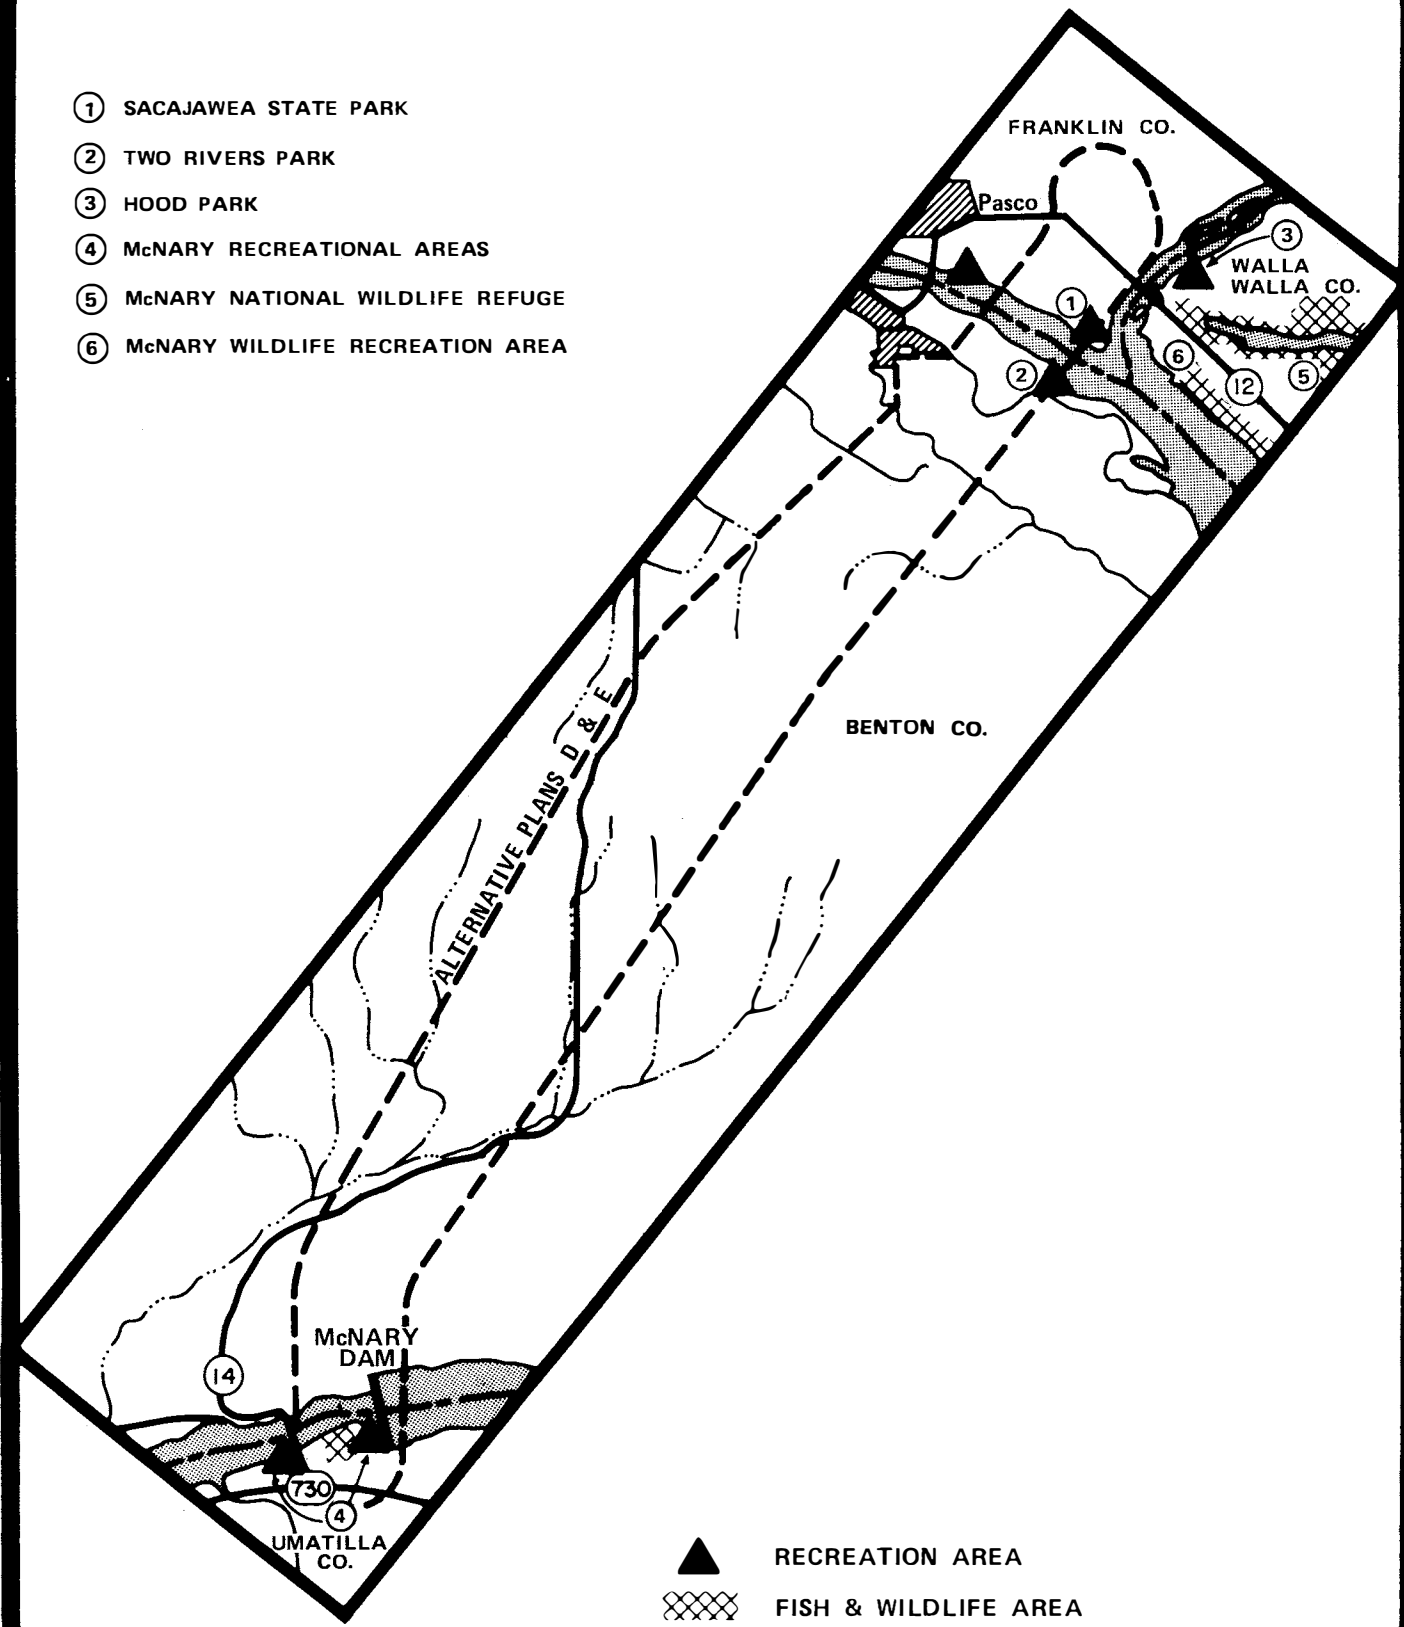 1 SACAJAWEA STATE PARK
2 TWO RIVERS PARK
3 HOOD PARK
4 McNARY RECREATIONAL AREAS
5 McNARY NATIONAL WILDLIFE REFUGE
6 McNARY WILDLIFE RECREATION AREA
FRANKLIN CO.
Pasco
3
WALLA
WALLA CO.
1
6
2
12
5
BENTON CO.
ALTERNATIVE PLANS D & E
McNARY
DAM
14
730
4
UMATILLA
CO.
RECREATION AREA
FISH & WILDLIFE AREA